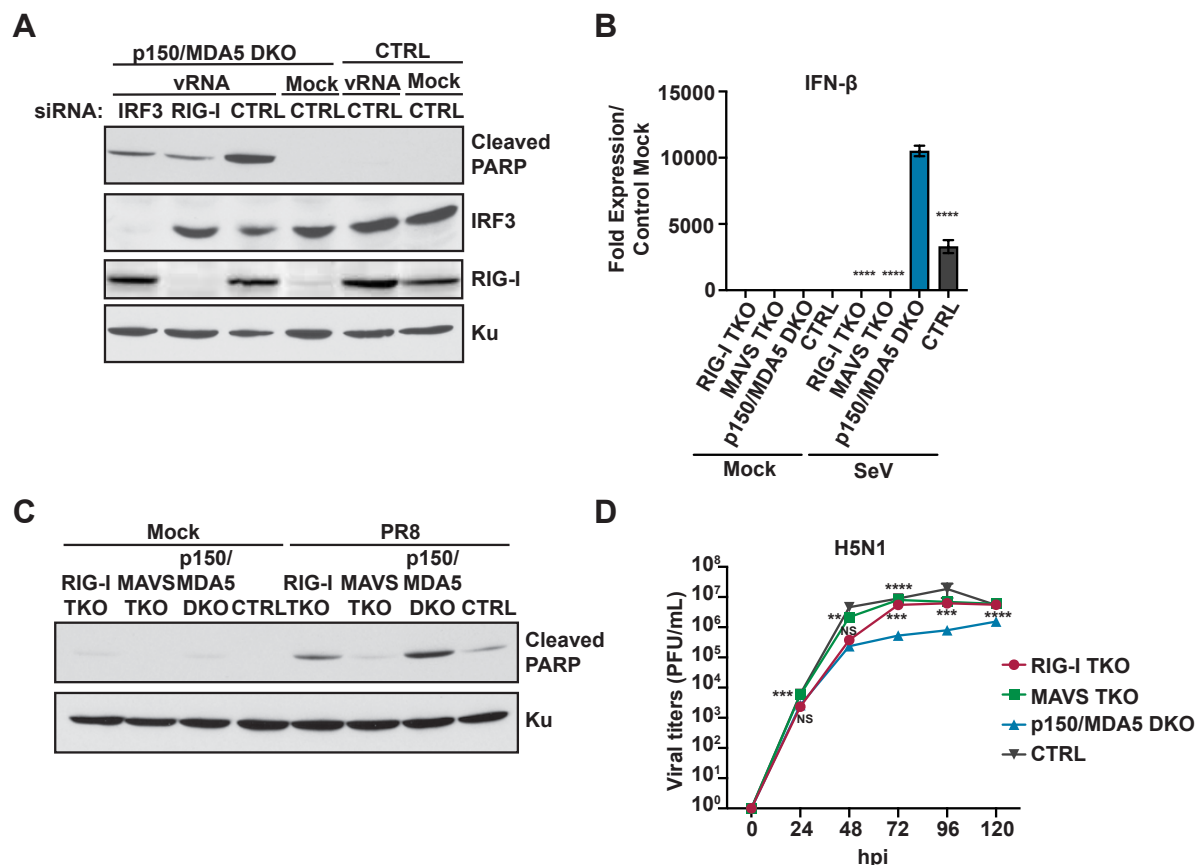 A
p150/MDA5 DKO CTRL
vRNA Mock vRNA Mock
siRNA: IRF3 RIG-I CTRL CTRL CTRL CTRL
Cleaved
PARP
IRF3
RIG-I
Ku
B
IFN-β
Fold Expression/
Control Mock
15000
10000
5000
0
****
**** ****
RIG-I TKO
MAVS TKO
p150/MDA5 DKO
CTRL
RIG-I TKO
MAVS TKO
p150/MDA5 DKO
CTRL
Mock SeV
C
Mock PR8
p150/ p150/
RIG-I MAVS MDA5 RIG-I MAVS MDA5
TKO TKO DKO CTRL TKO TKO DKO CTRL
Cleaved
PARP
Ku
D
H5N1
Viral titers (PFU/mL)
10⁸
10⁷
10⁶
10⁵
10⁴
10³
10²
10¹
10⁰
*** NS
** NS
**** ***
***
****
0 24 48 72 96 120
hpi
RIG-I TKO
MAVS TKO
p150/MDA5 DKO
CTRL